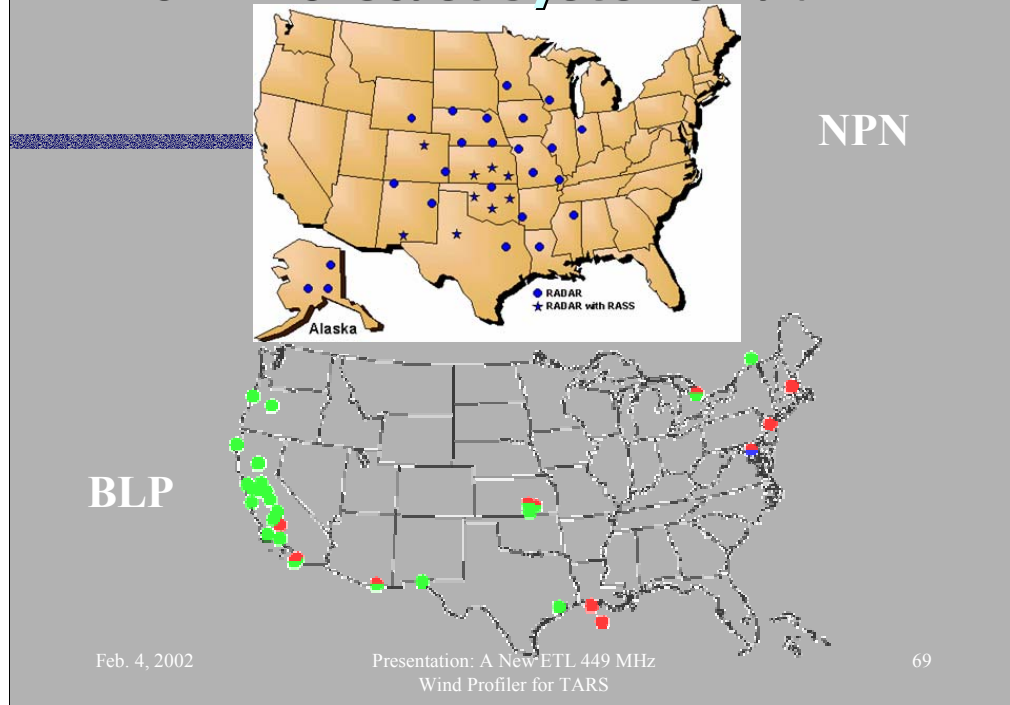 NPN
RADAR
RADAR with RASS
Alaska
BLP
Feb. 4, 2002
Presentation: A New ETL 449 MHz
Wind Profiler for TARS
69